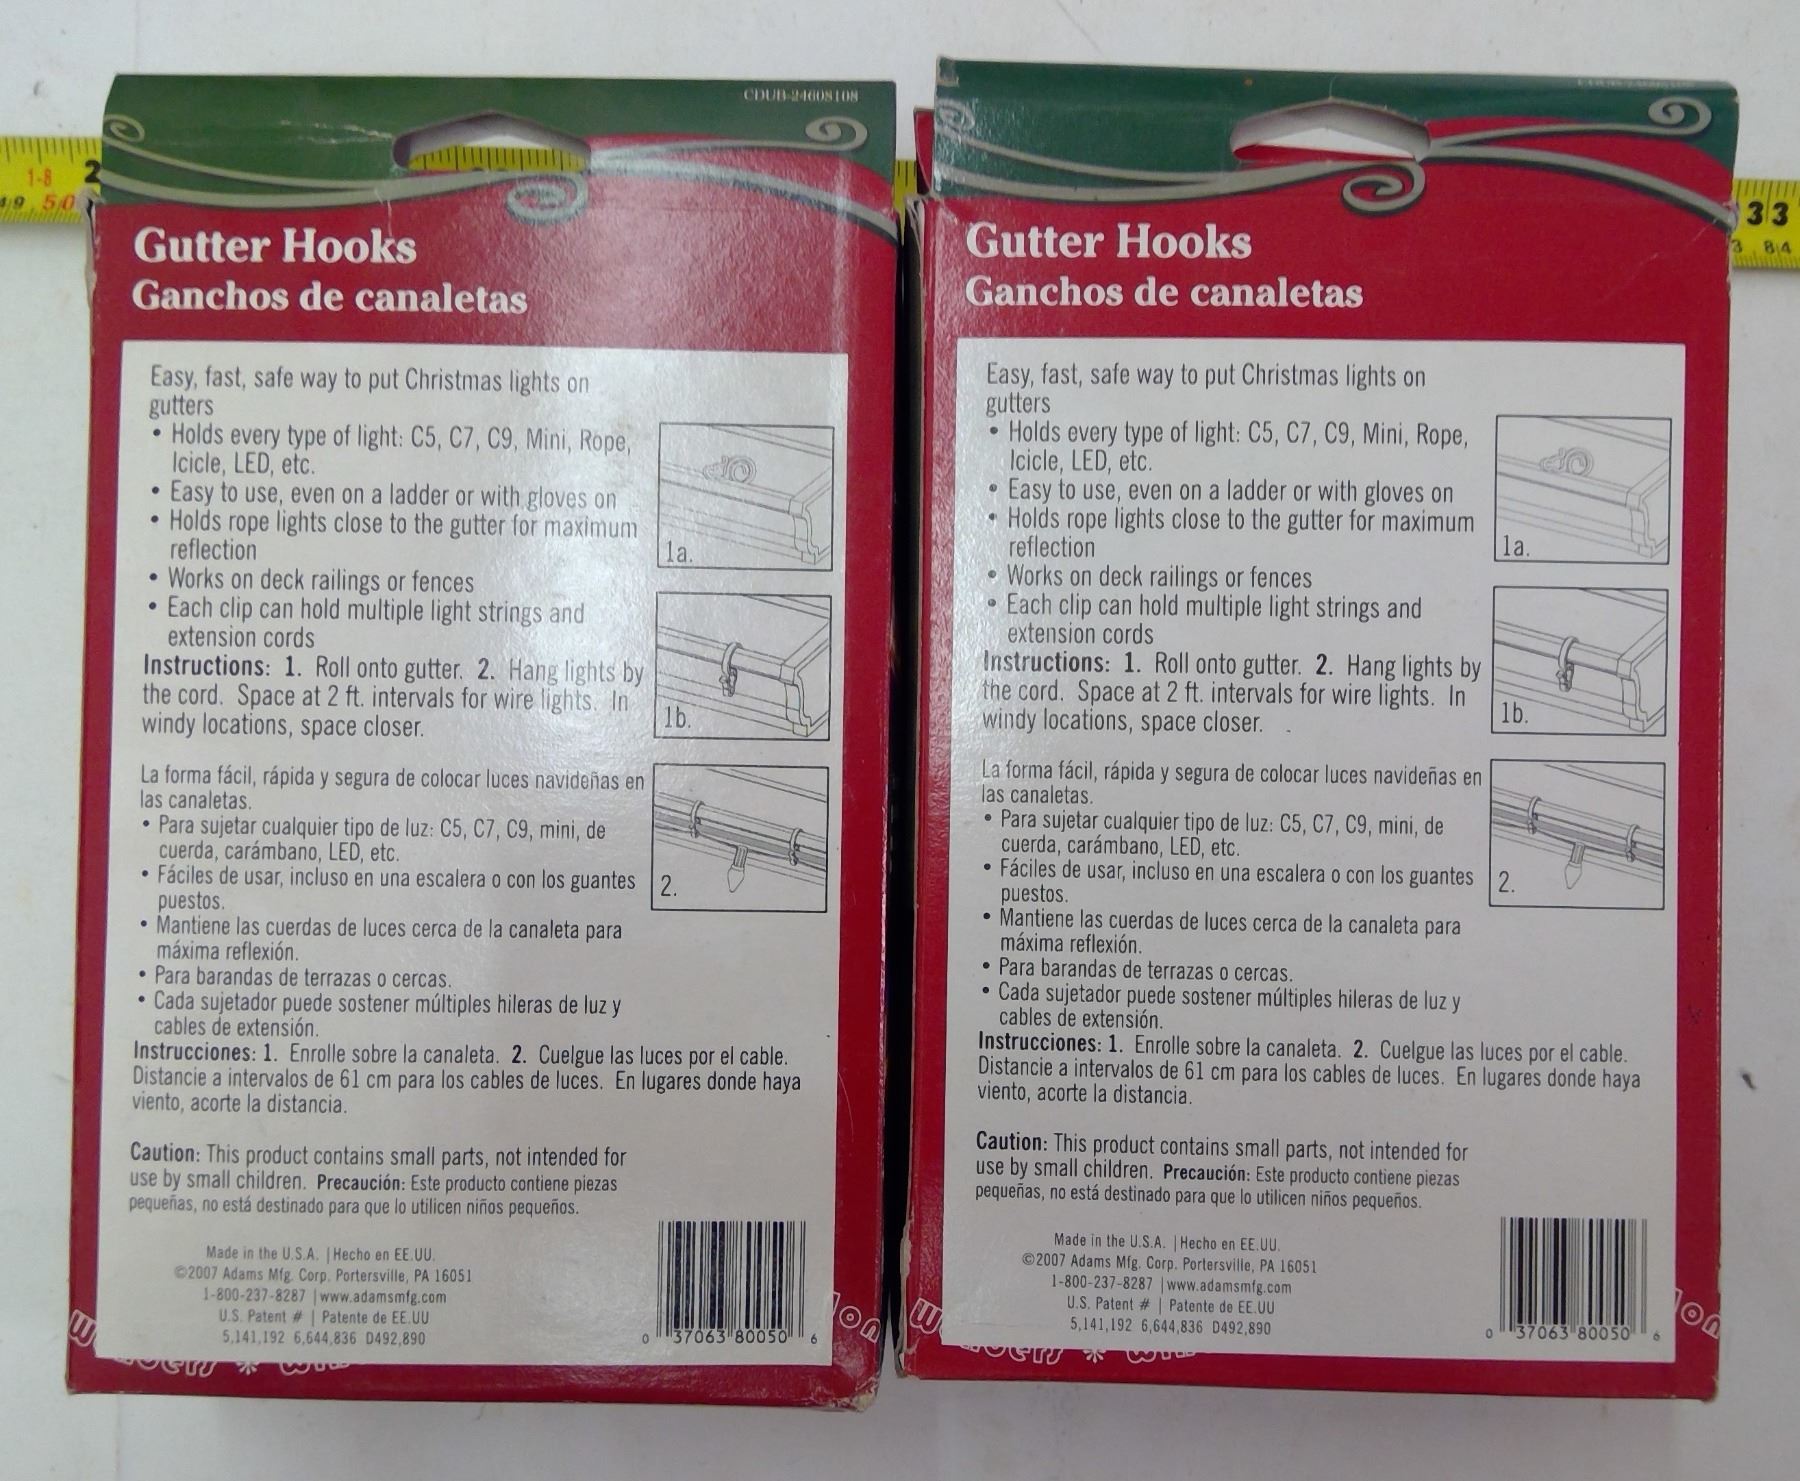 CDUB-24608108
1-8
2
49 50
Gutter Hooks
Ganchos de canaletas
Easy, fast, safe way to put Christmas lights on
gutters
• Holds every type of light: C5, C7, C9, Mini, Rope,
Icicle, LED, etc.
• Easy to use, even on a ladder or with gloves on
• Holds rope lights close to the gutter for maximum
reflection
• Works on deck railings or fences
• Each clip can hold multiple light strings and
extension cords
Instructions: 1. Roll onto gutter. 2. Hang lights by
the cord. Space at 2 ft. intervals for wire lights. In
windy locations, space closer.
1a.
1b.
2.
La forma fácil, rápida y segura de colocar luces navideñas en
las canaletas.
• Para sujetar cualquier tipo de luz: C5, C7, C9, mini, de
cuerda, carámbano, LED, etc.
• Fáciles de usar, incluso en una escalera o con los guantes
puestos.
• Mantiene las cuerdas de luces cerca de la canaleta para
máxima reflexión.
• Para barandas de terrazas o cercas.
• Cada sujetador puede sostener múltiples hileras de luz y
cables de extensión.
Instrucciones: 1. Enrolle sobre la canaleta. 2. Cuelgue las luces por el cable.
Distancie a intervalos de 61 cm para los cables de luces. En lugares donde haya
viento, acorte la distancia.
Caution: This product contains small parts, not intended for
use by small children. Precaución: Este producto contiene piezas
pequeñas, no está destinado para que lo utilicen niños pequeños.
Made in the U.S.A. | Hecho en EE.UU.
©2007 Adams Mfg. Corp. Portersville, PA 16051
1-800-237-8287 | www.adamsmfg.com
U.S. Patent # | Patente de EE.UU
5,141,192 6,644,836 D492,890
0 37063 80050 6
Gutter Hooks
Ganchos de canaletas
Easy, fast, safe way to put Christmas lights on
gutters
• Holds every type of light: C5, C7, C9, Mini, Rope,
Icicle, LED, etc.
• Easy to use, even on a ladder or with gloves on
• Holds rope lights close to the gutter for maximum
reflection
• Works on deck railings or fences
• Each clip can hold multiple light strings and
extension cords
Instructions: 1. Roll onto gutter. 2. Hang lights by
the cord. Space at 2 ft. intervals for wire lights. In
windy locations, space closer.
1a.
1b.
2.
La forma fácil, rápida y segura de colocar luces navideñas en
las canaletas.
• Para sujetar cualquier tipo de luz: C5, C7, C9, mini, de
cuerda, carámbano, LED, etc.
• Fáciles de usar, incluso en una escalera o con los guantes
puestos.
• Mantiene las cuerdas de luces cerca de la canaleta para
máxima reflexión.
• Para barandas de terrazas o cercas.
• Cada sujetador puede sostener múltiples hileras de luz y
cables de extensión.
Instrucciones: 1. Enrolle sobre la canaleta. 2. Cuelgue las luces por el cable.
Distancie a intervalos de 61 cm para los cables de luces. En lugares donde haya
viento, acorte la distancia.
Caution: This product contains small parts, not intended for
use by small children. Precaución: Este producto contiene piezas
pequeñas, no está destinado para que lo utilicen niños pequeños.
Made in the U.S.A. | Hecho en EE.UU.
©2007 Adams Mfg. Corp. Portersville, PA 16051
1-800-237-8287 | www.adamsmfg.com
U.S. Patent # | Patente de EE.UU
5,141,192 6,644,836 D492,890
0 37063 80050 6
33
3 84